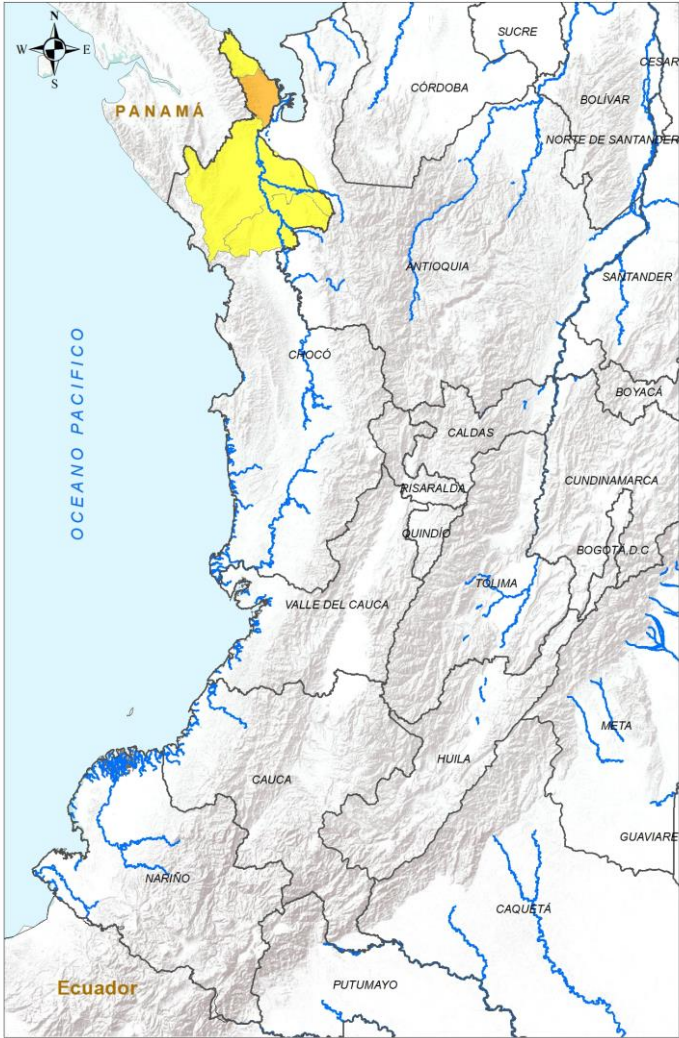 N
W E
S
SUCRE
CESAR
CÓRDOBA
BOLÍVAR
PANAMÁ
NORTE DE SANTANDER
ANTIOQUIA
SANTANDER
OCEANO PACIFICO
CHOCÓ
BOYACÁ
CALDAS
CUNDINAMARCA
RISARALDA
QUINDÍO
BOGOTÁ D.C
TOLIMA
VALLE DEL CAUCA
META
HUILA
CAUCA
GUAVIARE
NARIÑO
CAQUETÁ
PUTUMAYO
Ecuador